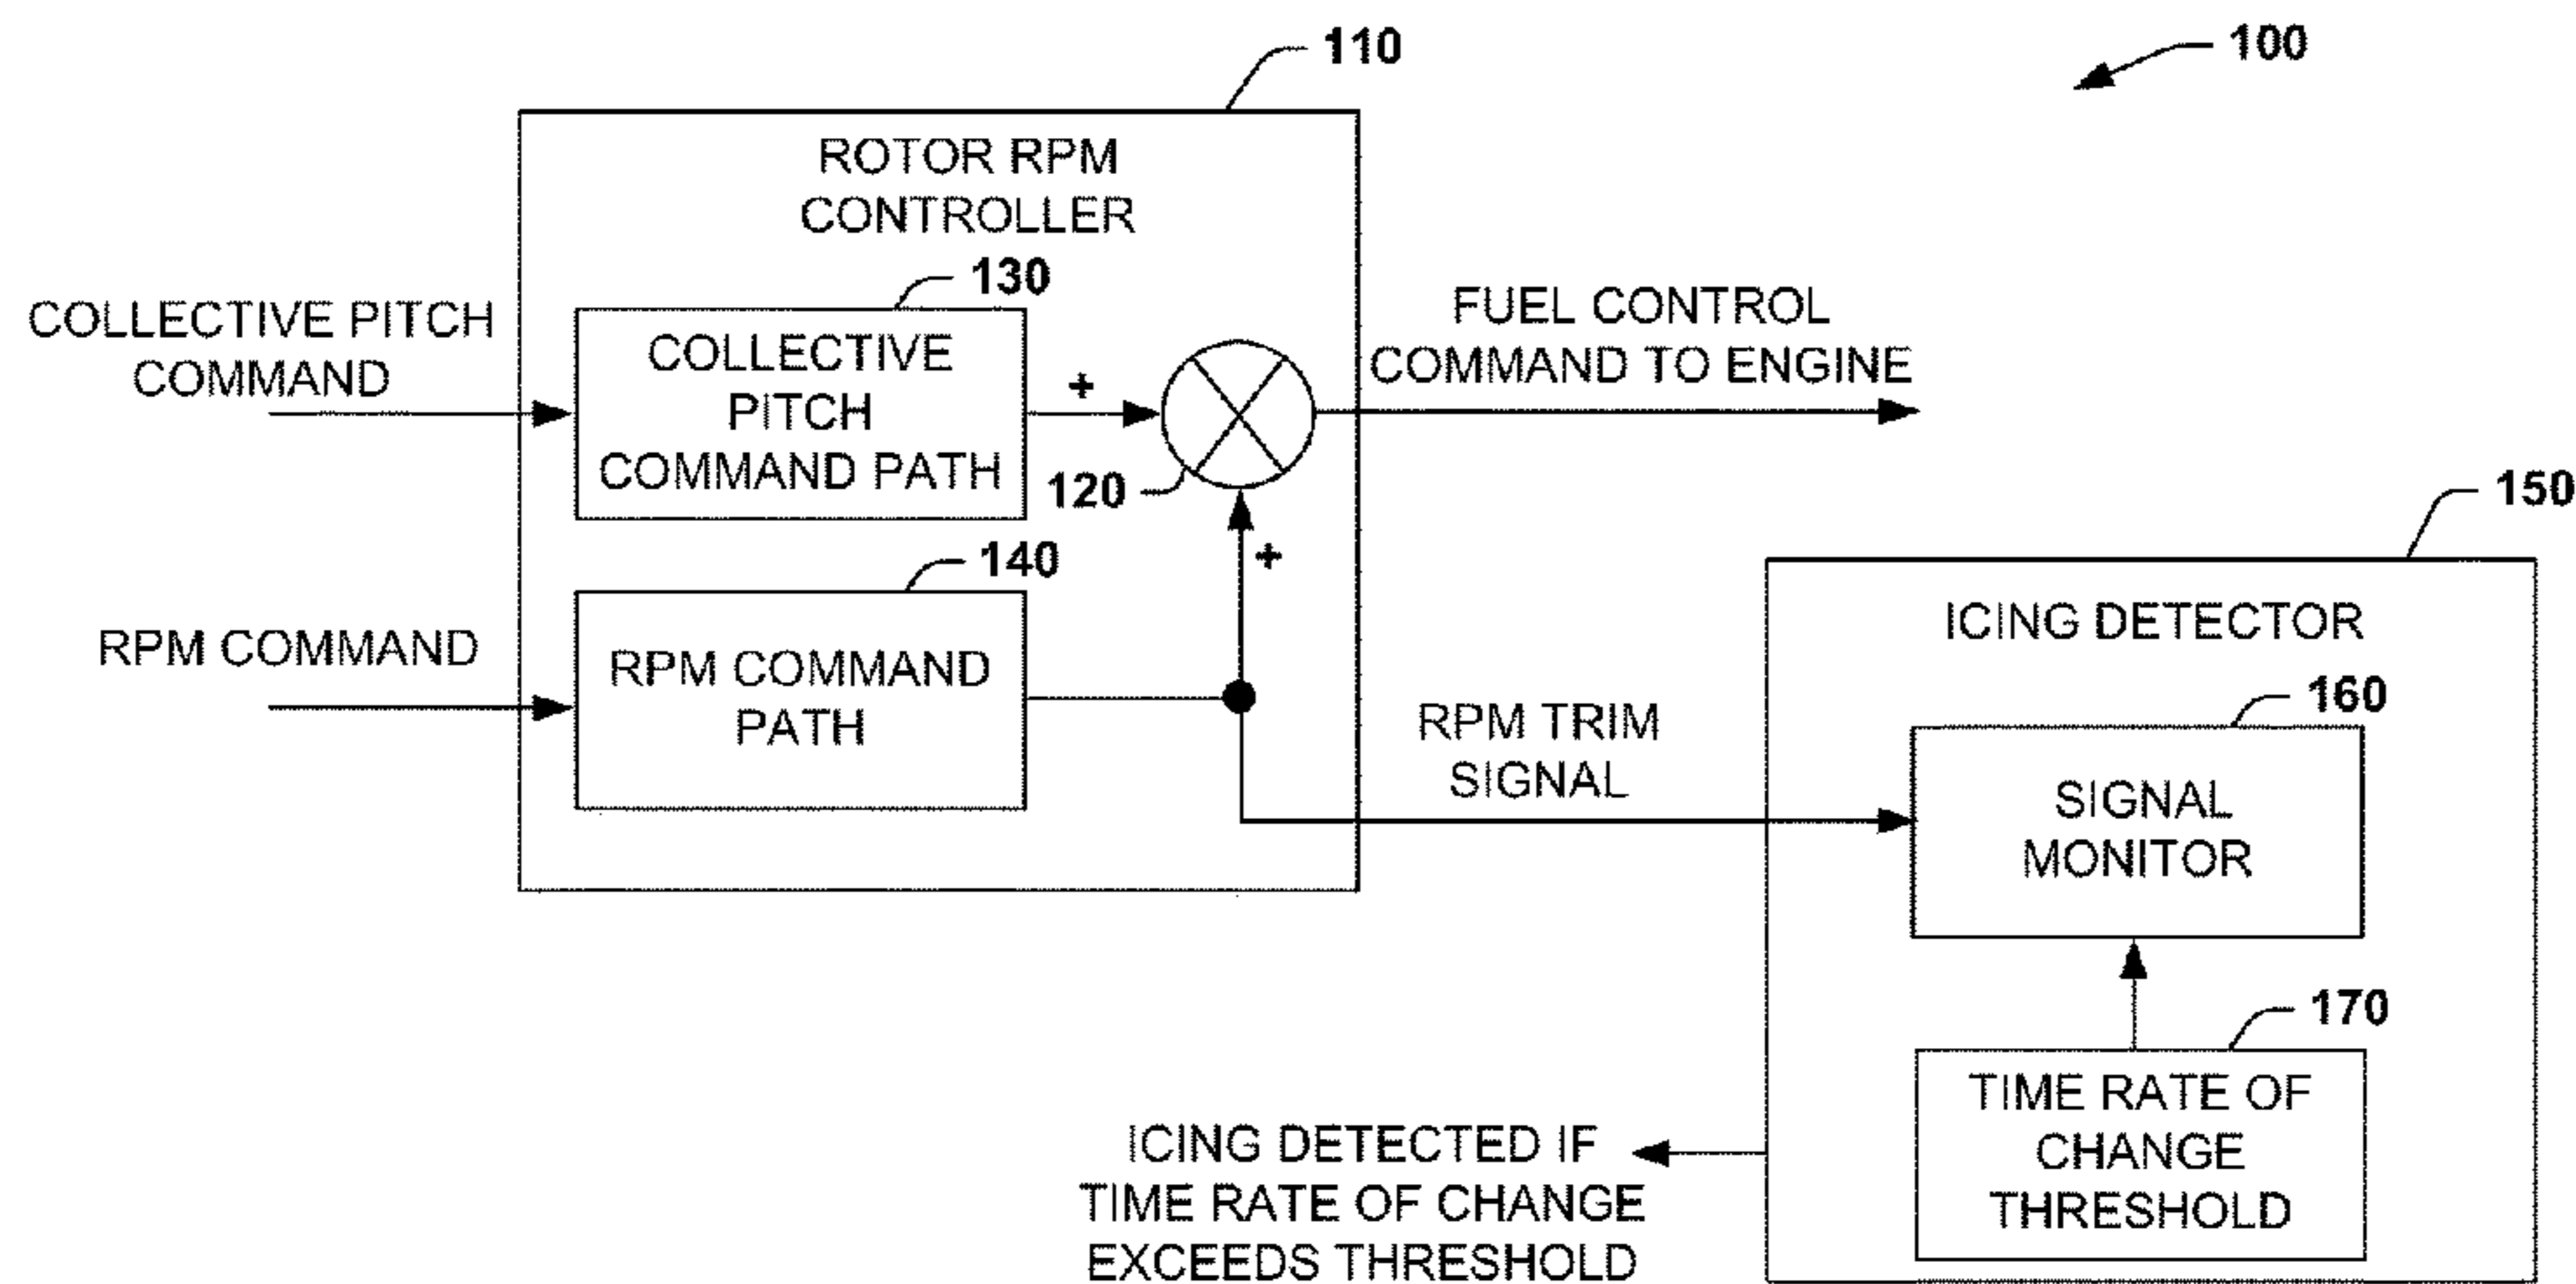 110
100
ROTOR RPM
CONTROLLER
130
COLLECTIVE PITCH
COMMAND
COLLECTIVE
PITCH
COMMAND PATH
+
120
FUEL CONTROL
COMMAND TO ENGINE
+
140
RPM COMMAND
RPM COMMAND
PATH
150
ICING DETECTOR
160
RPM TRIM
SIGNAL
SIGNAL
MONITOR
170
TIME RATE OF
CHANGE
THRESHOLD
ICING DETECTED IF
TIME RATE OF CHANGE
EXCEEDS THRESHOLD